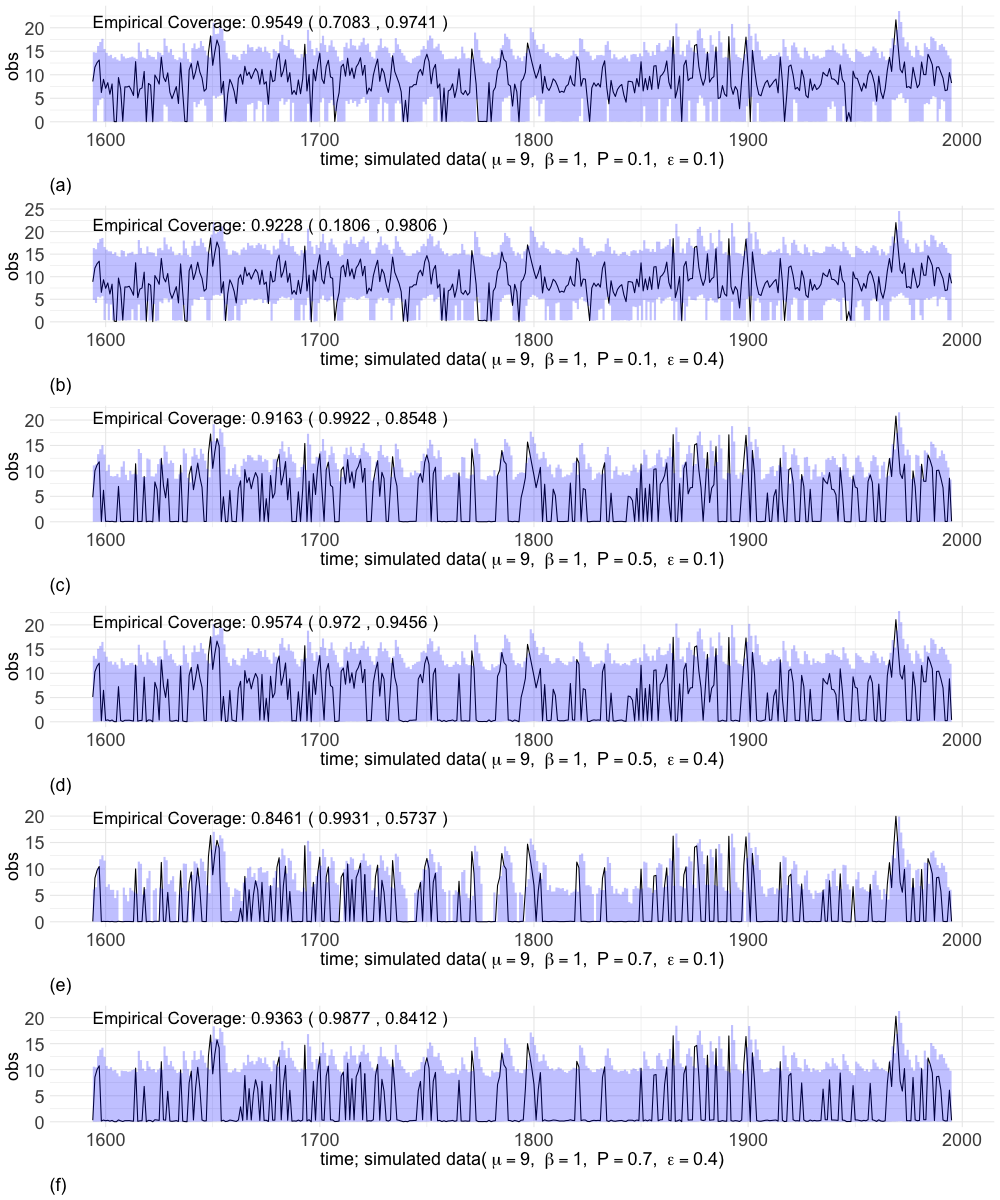 Empirical Coverage: 0.9549 ( 0.7083 , 0.9741 )
20
15
10
5
0
obs
1600 1700 1800 1900 2000
time; simulated data( μ = 9, β = 1, P = 0.1, ε = 0.1)
(a)
Empirical Coverage: 0.9228 ( 0.1806 , 0.9806 )
25
20
15
10
5
0
obs
1600 1700 1800 1900 2000
time; simulated data( μ = 9, β = 1, P = 0.1, ε = 0.4)
(b)
Empirical Coverage: 0.9163 ( 0.9922 , 0.8548 )
20
15
10
5
0
obs
1600 1700 1800 1900 2000
time; simulated data( μ = 9, β = 1, P = 0.5, ε = 0.1)
(c)
Empirical Coverage: 0.9574 ( 0.972 , 0.9456 )
20
15
10
5
0
obs
1600 1700 1800 1900 2000
time; simulated data( μ = 9, β = 1, P = 0.5, ε = 0.4)
(d)
Empirical Coverage: 0.8461 ( 0.9931 , 0.5737 )
20
15
10
5
0
obs
1600 1700 1800 1900 2000
time; simulated data( μ = 9, β = 1, P = 0.7, ε = 0.1)
(e)
Empirical Coverage: 0.9363 ( 0.9877 , 0.8412 )
20
15
10
5
0
obs
1600 1700 1800 1900 2000
time; simulated data( μ = 9, β = 1, P = 0.7, ε = 0.4)
(f)